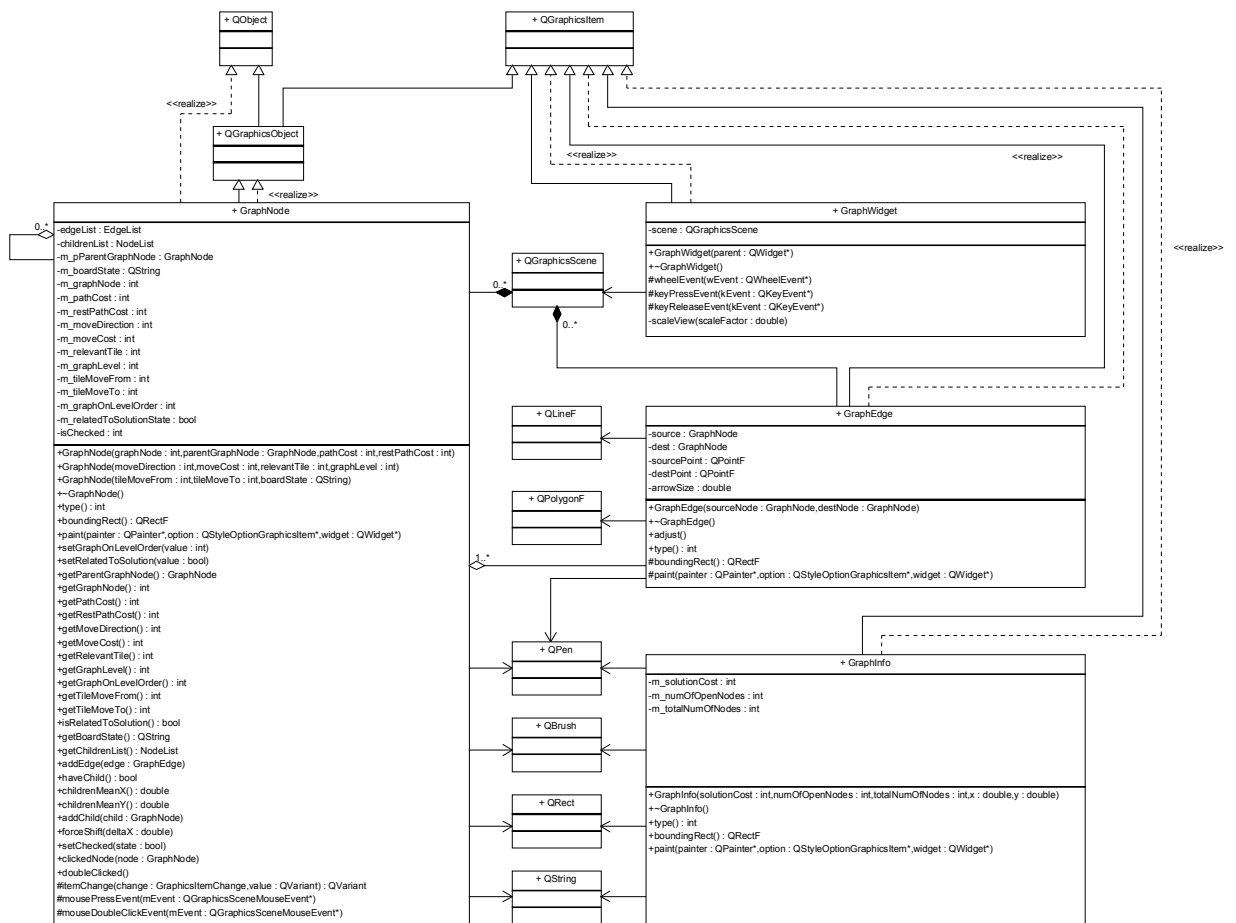 + QObject
+ QGraphicsItem
<<realize>>
+ QGraphicsObject
<<realize>>
<<realize>>
<<realize>>
<<realize>>
+ GraphNode
0..*
-edgeList : EdgeList
-childrenList : NodeList
-m_pParentGraphNode : GraphNode
-m_boardState : QString
-m_graphNode : int
-m_pathCost : int
-m_restPathCost : int
-m_moveDirection : int
-m_moveCost : int
-m_relevantTile : int
-m_graphLevel : int
-m_tileMoveFrom : int
-m_tileMoveTo : int
-m_graphOnLevelOrder : int
-m_relatedToSolutionState : bool
-isChecked : int
+GraphNode(graphNode : int,parentGraphNode : GraphNode,pathCost : int,restPathCost : int)
+GraphNode(moveDirection : int,moveCost : int,relevantTile : int,graphLevel : int)
+GraphNode(tileMoveFrom : int,tileMoveTo : int,boardState : QString)
+~GraphNode()
+type() : int
+boundingRect() : QRectF
+paint(painter : QPainter*,option : QStyleOptionGraphicsItem*,widget : QWidget*)
+setGraphOnLevelOrder(value : int)
+setRelatedToSolution(value : bool)
+getParentGraphNode() : GraphNode
+getGraphNode() : int
+getPathCost() : int
+getRestPathCost() : int
+getMoveDirection() : int
+getMoveCost() : int
+getRelevantTile() : int
+getGraphLevel() : int
+getGraphOnLevelOrder() : int
+getTileMoveFrom() : int
+getTileMoveTo() : int
+isRelatedToSolution() : bool
+getBoardState() : QString
+getChildrenList() : NodeList
+addEdge(edge : GraphEdge)
+haveChild() : bool
+childrenMeanX() : double
+childrenMeanY() : double
+addChild(child : GraphNode)
+forceShift(deltaX : double)
+setChecked(state : bool)
+clickedNode(node : GraphNode)
+doubleClicked()
#itemChange(change : GraphicsItemChange,value : QVariant) : QVariant
#mousePressEvent(mEvent : QGraphicsSceneMouseEvent*)
#mouseDoubleClickEvent(mEvent : QGraphicsSceneMouseEvent*)
+ QGraphicsScene
0..*
0..*
+ GraphWidget
-scene : QGraphicsScene
+GraphWidget(parent : QWidget*)
+~GraphWidget()
#wheelEvent(wEvent : QWheelEvent*)
#keyPressEvent(kEvent : QKeyEvent*)
#keyReleaseEvent(kEvent : QKeyEvent*)
-scaleView(scaleFactor : double)
+ QLineF
+ QPolygonF
1..*
+ GraphEdge
-source : GraphNode
-dest : GraphNode
-sourcePoint : QPointF
-destPoint : QPointF
-arrowSize : double
+GraphEdge(sourceNode : GraphNode,destNode : GraphNode)
+~GraphEdge()
+adjust()
+type() : int
#boundingRect() : QRectF
#paint(painter : QPainter*,option : QStyleOptionGraphicsItem*,widget : QWidget*)
+ QPen
+ QBrush
+ QRect
+ QString
+ GraphInfo
-m_solutionCost : int
-m_numOfOpenNodes : int
-m_totalNumOfNodes : int
+GraphInfo(solutionCost : int,numOfOpenNodes : int,totalNumOfNodes : int,x : double,y : double)
+~GraphInfo()
+type() : int
+boundingRect() : QRectF
+paint(painter : QPainter*,option : QStyleOptionGraphicsItem*,widget : QWidget*)